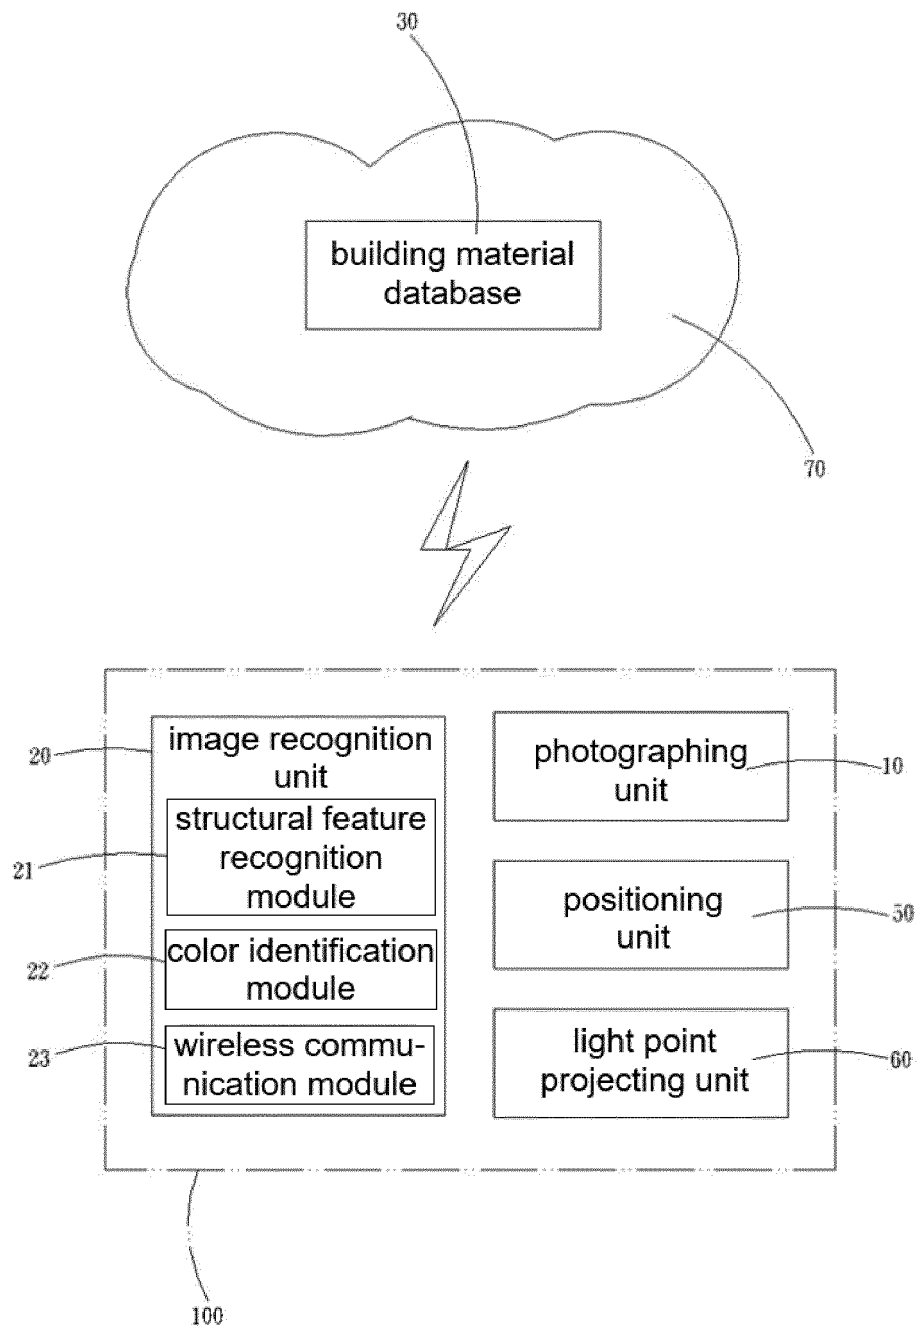 30
building material
database
70
20
image recognition
unit
21
structural feature
recognition
module
22
color identification
module
23
wireless commu-
nication module
photographing
unit
10
positioning
unit
50
light point
projecting unit
60
100